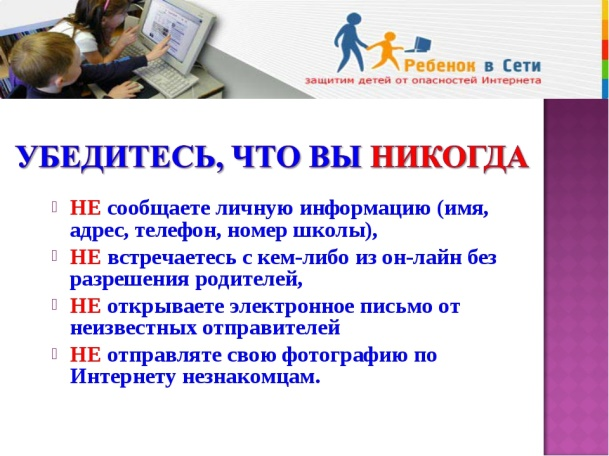 Ребенок в Сети
защитим детей от опасностей Интернета
УБЕДИТЕСЬ, ЧТО ВЫ НИКОГДА
НЕ сообщаете личную информацию (имя,
адрес, телефон, номер школы),
НЕ встречаетесь с кем-либо из он-лайн без
разрешения родителей,
НЕ открываете электронное письмо от
неизвестных отправителей
НЕ отправляте свою фотографию по
Интернету незнакомцам.